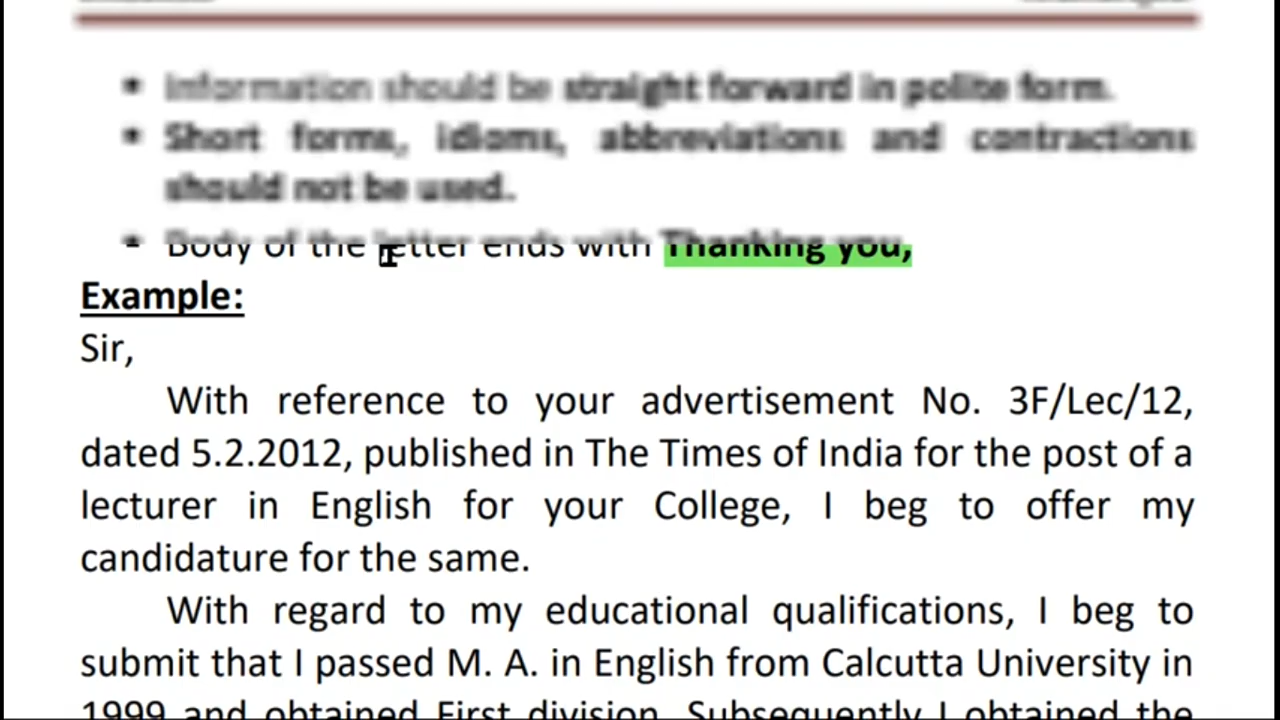 ▪ Information should be straight forward in polite form.
▪ Short forms, idioms, abbreviations and contractions
should not be used.
▪ Body of the letter ends with Thanking you,
Example:
Sir,
With reference to your advertisement No. 3F/Lec/12,
dated 5.2.2012, published in The Times of India for the post of a
lecturer in English for your College, I beg to offer my
candidature for the same.
With regard to my educational qualifications, I beg to
submit that I passed M. A. in English from Calcutta University in
1999 and obtained First division. Subsequently I obtained the